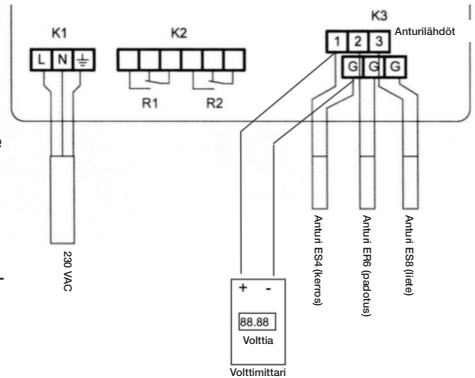 K1
K2
K3
Anturilähdöt
L N
1 2 3
G G G
R1
R2
230 VAC
Anturi ES4 (kerros)
Anturi ER6 (padotus)
Anturi ES8 (liete)
e
-
+ -
88.88
Volttia
Volttimittari